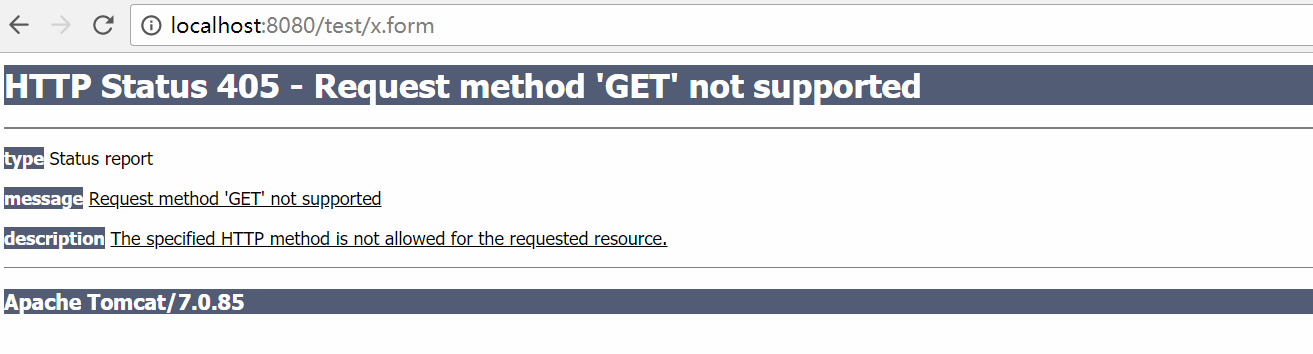 localhost:8080/test/x.form
HTTP Status 405 - Request method 'GET' not supported
type Status report
message Request method 'GET' not supported
description The specified HTTP method is not allowed for the requested resource.
Apache Tomcat/7.0.85